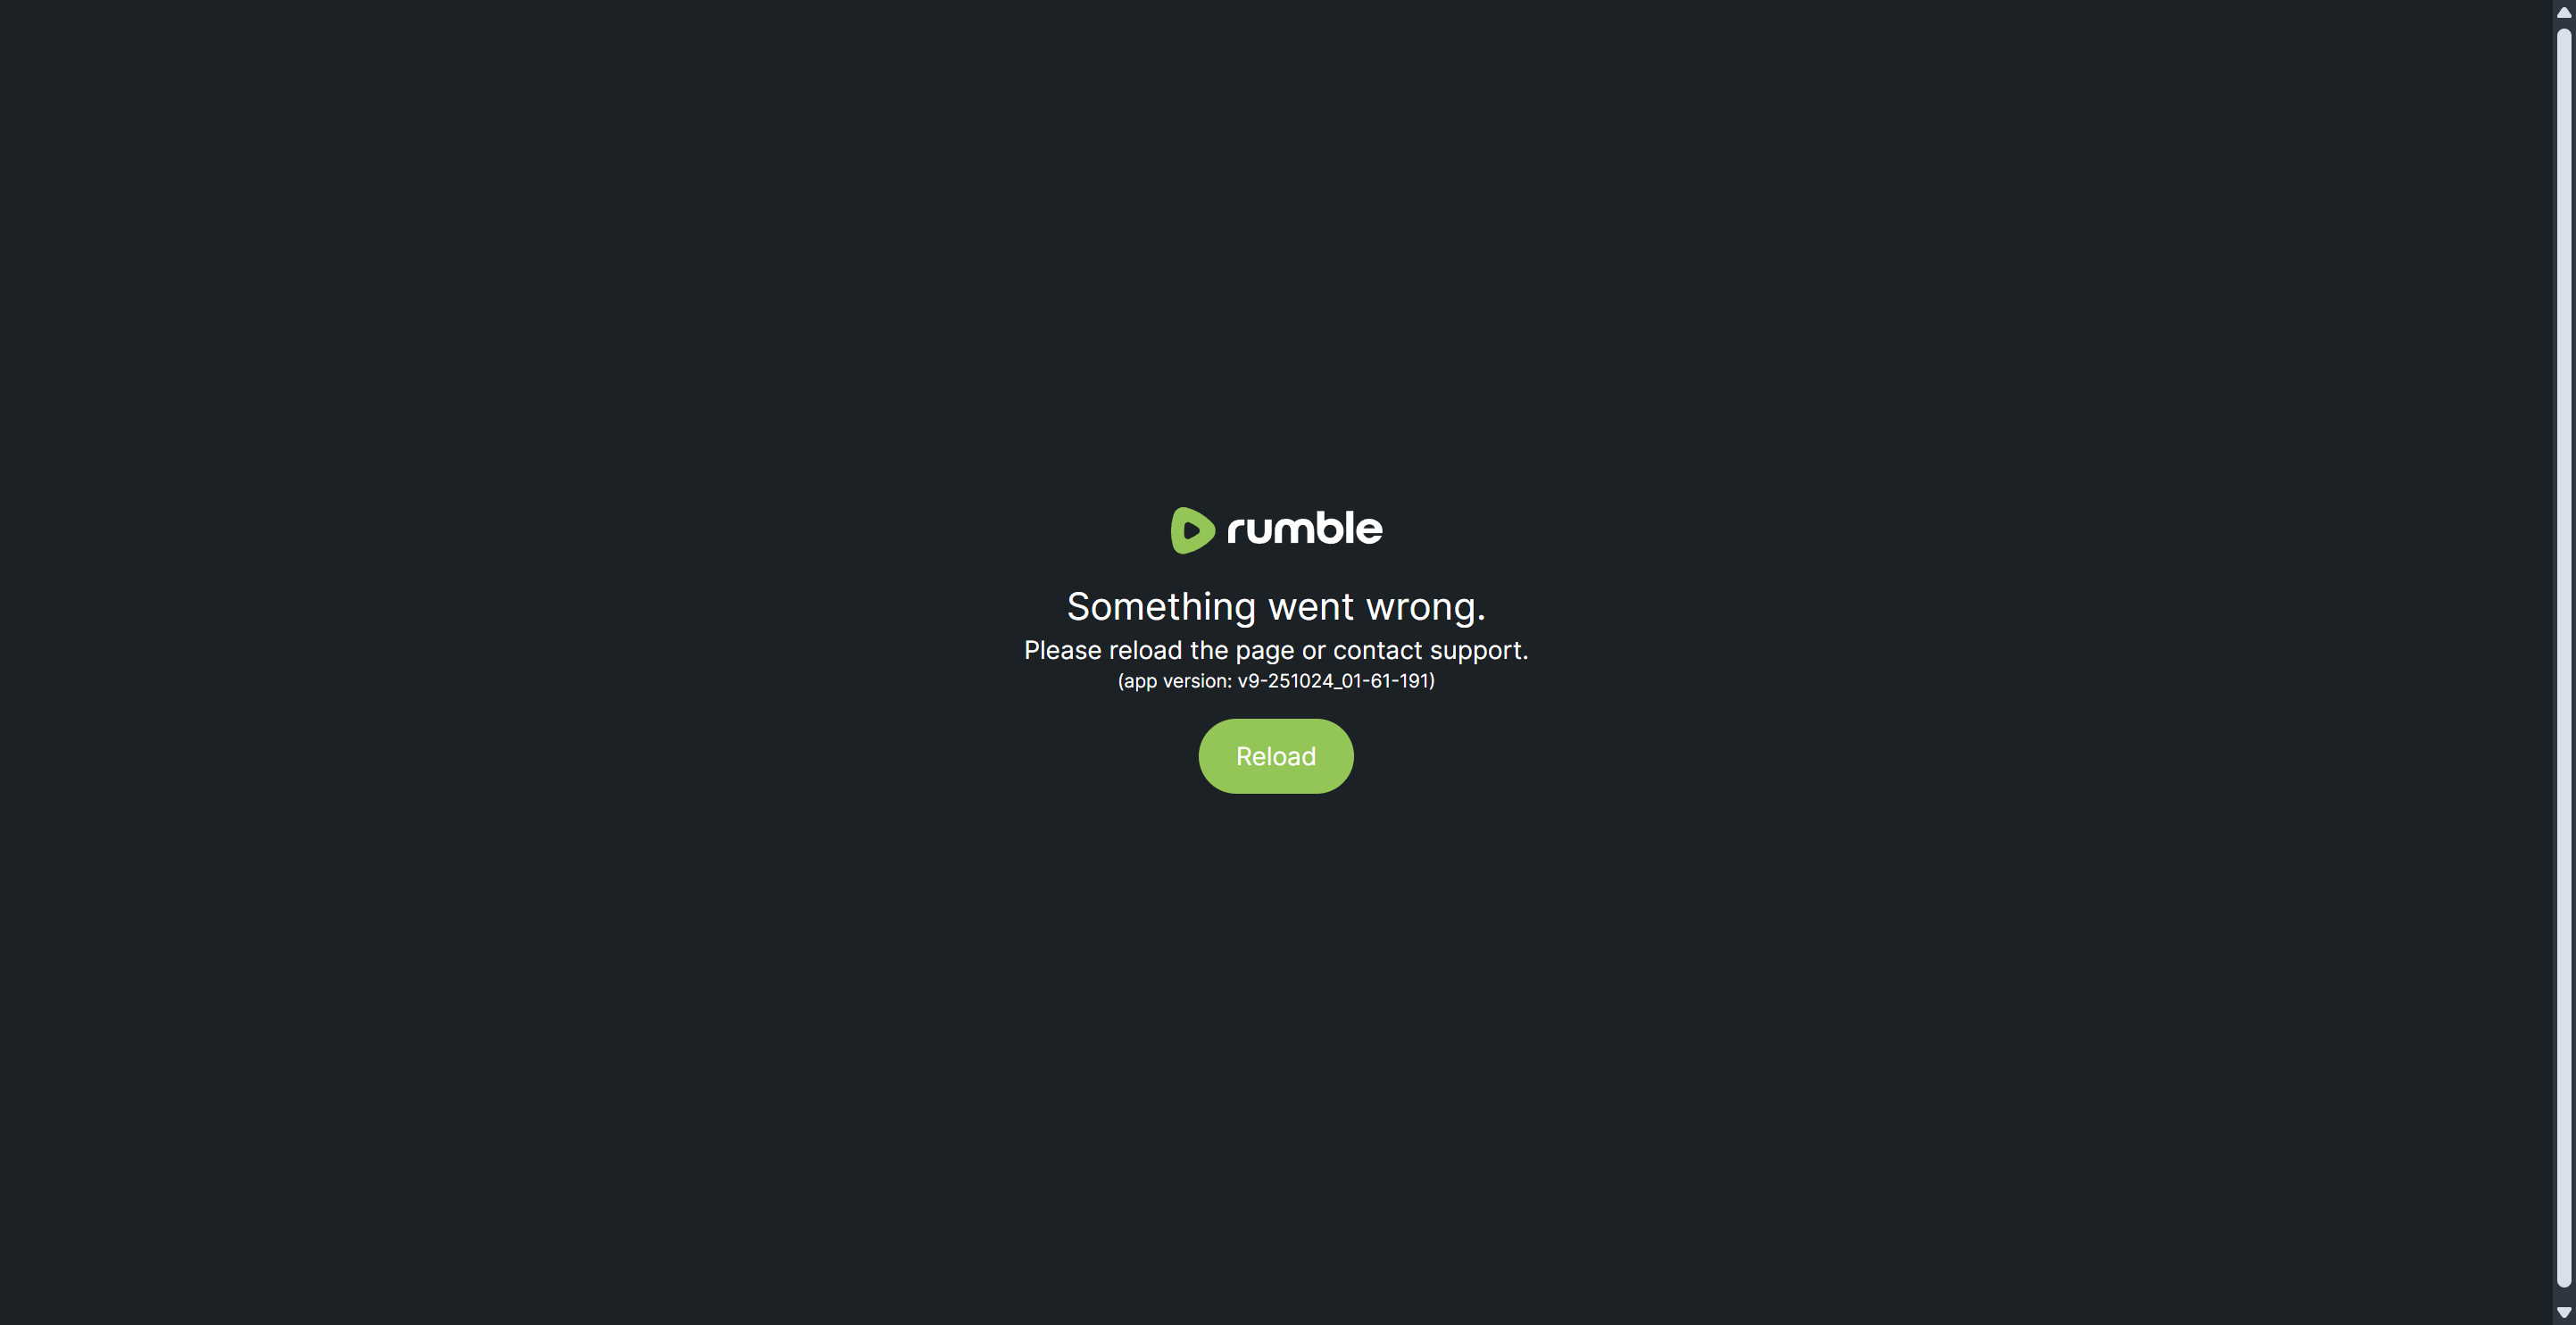 rumble
Something went wrong.
Please reload the page or contact support.
(app version: v9-251024_01-61-191)
Reload